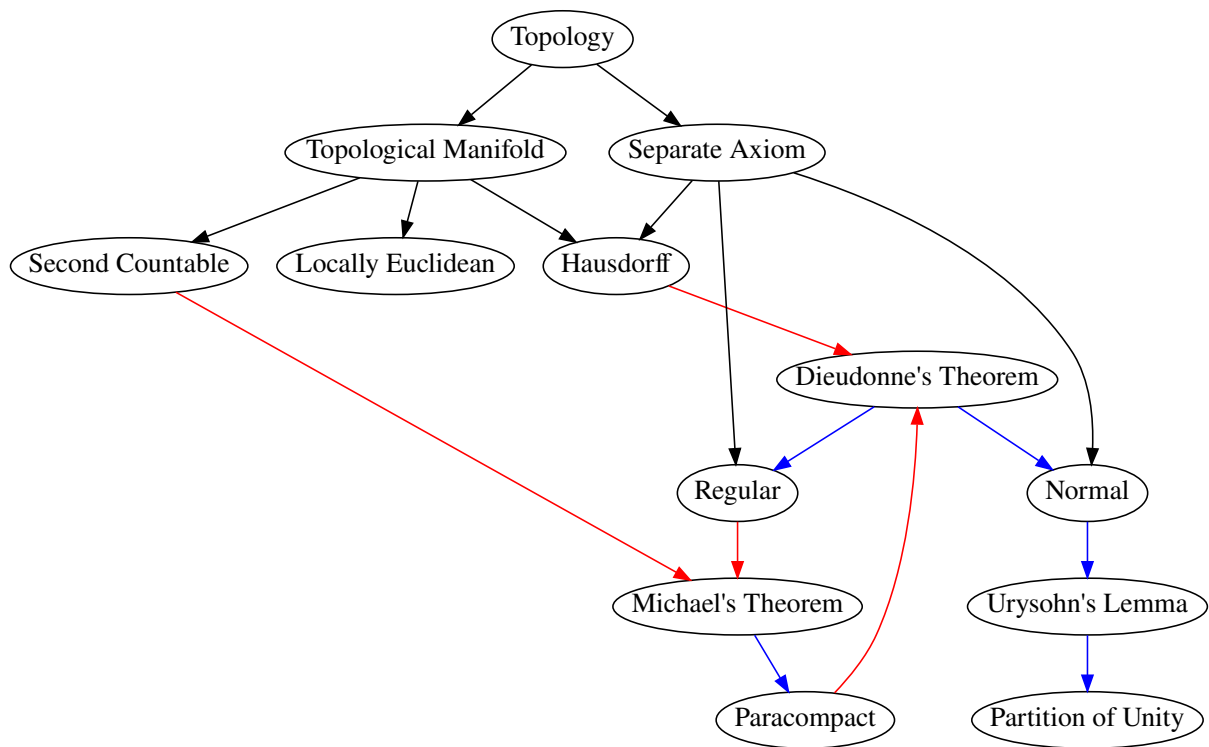 Topology
Topological Manifold
Separate Axiom
Second Countable
Locally Euclidean
Hausdorff
Dieudonne's Theorem
Regular
Normal
Michael's Theorem
Urysohn's Lemma
Paracompact
Partition of Unity